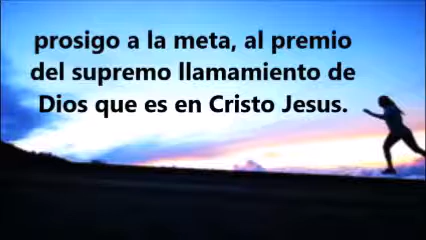 prosigo a la meta, al premio
del supremo llamamiento de
Dios que es en Cristo Jesus.